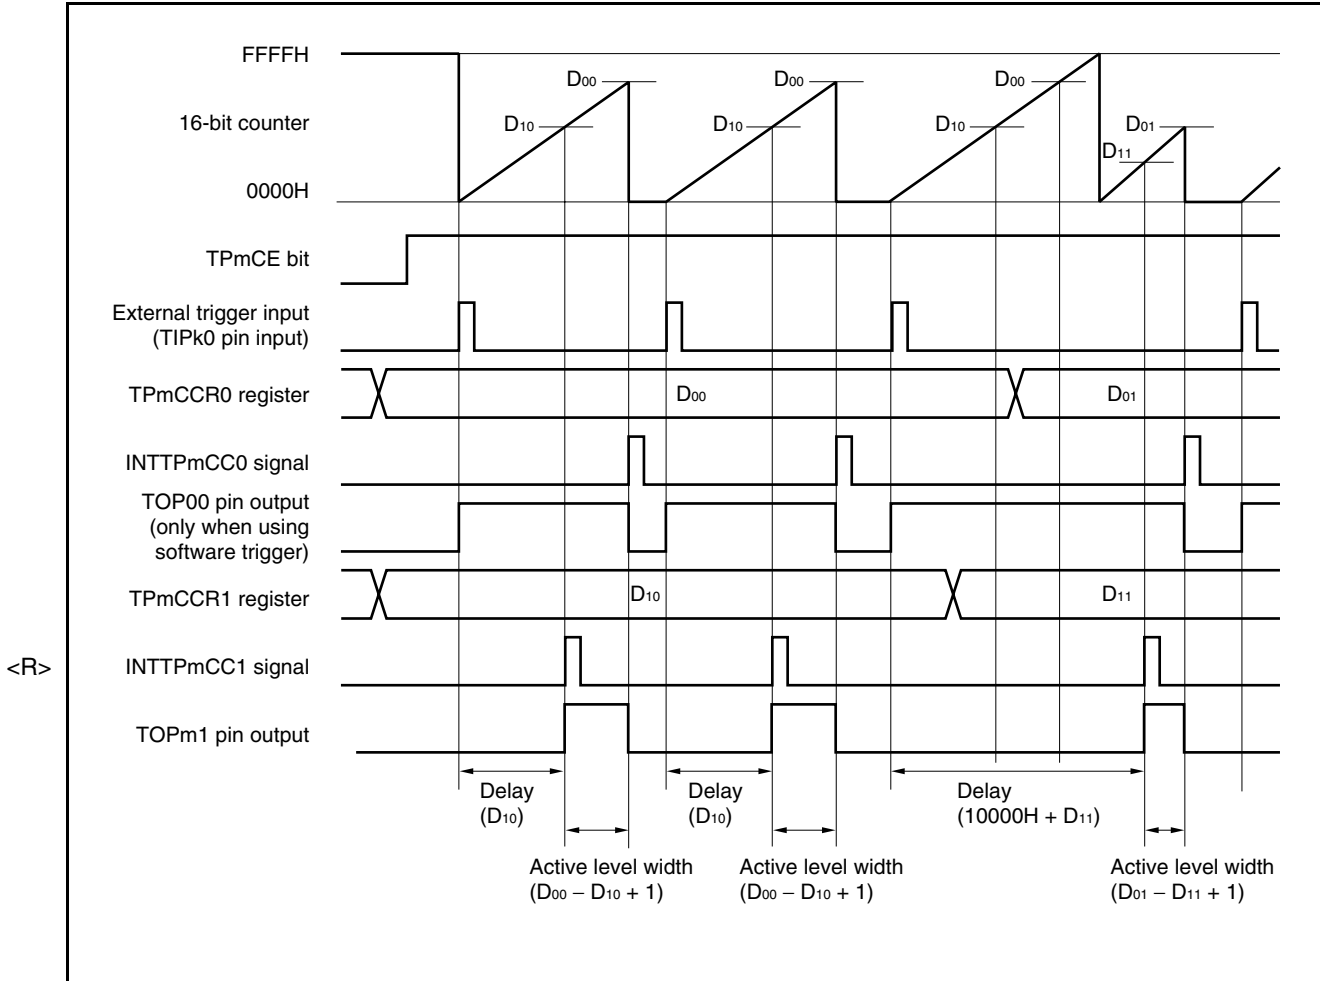 FFFFH
D00
D00
D00
16-bit counter
D10
D10
D10
D01
D11
0000H
TPmCE bit
External trigger input
(TIPk0 pin input)
TPmCCR0 register
D00
D01
INTTPmCC0 signal
TOP00 pin output
(only when using
software trigger)
TPmCCR1 register
D10
D11
<R>
INTTPmCC1 signal
TOPm1 pin output
Delay
(D10)
Delay
(D10)
Delay
(10000H + D11)
Active level width
(D00 − D10 + 1)
Active level width
(D00 − D10 + 1)
Active level width
(D01 − D11 + 1)